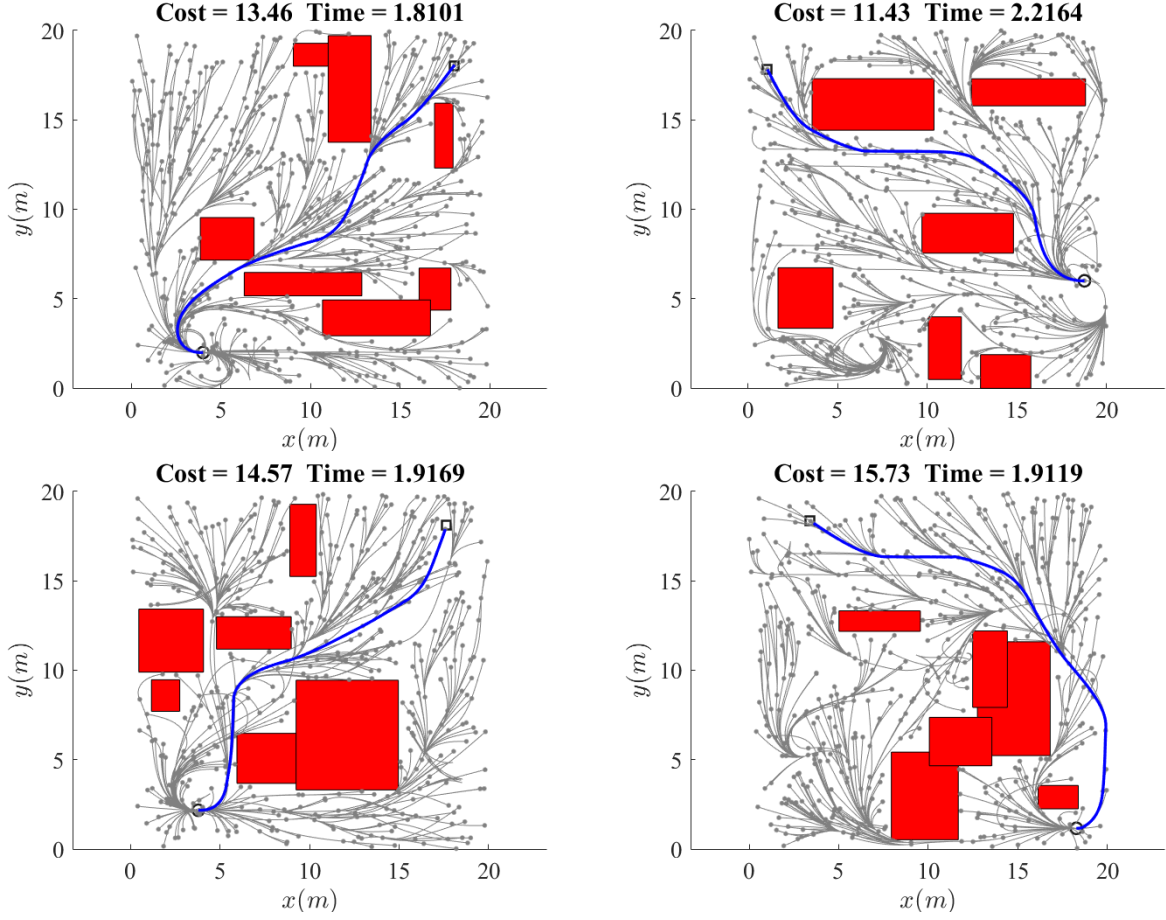 Cost = 13.46 Time = 1.8101
20
15
10
5
0
y(m)
0 5 10 15 20
x(m)
Cost = 11.43 Time = 2.2164
20
15
10
5
0
y(m)
0 5 10 15 20
x(m)
Cost = 14.57 Time = 1.9169
20
15
10
5
0
y(m)
0 5 10 15 20
x(m)
Cost = 15.73 Time = 1.9119
20
15
10
5
0
y(m)
0 5 10 15 20
x(m)